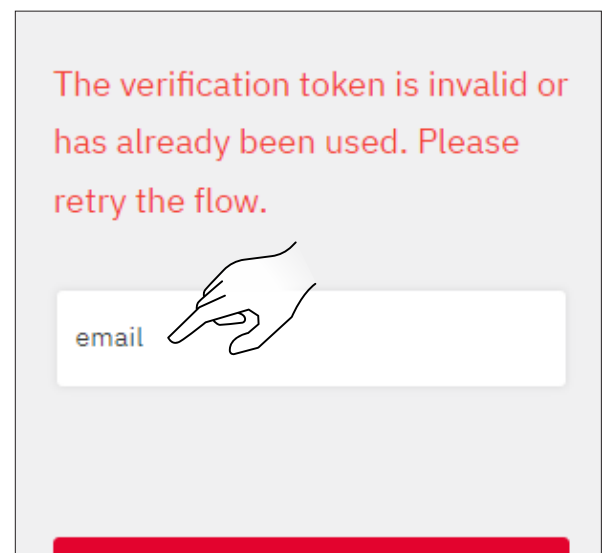 The verification token is invalid or
has already been used. Please
retry the flow.
email